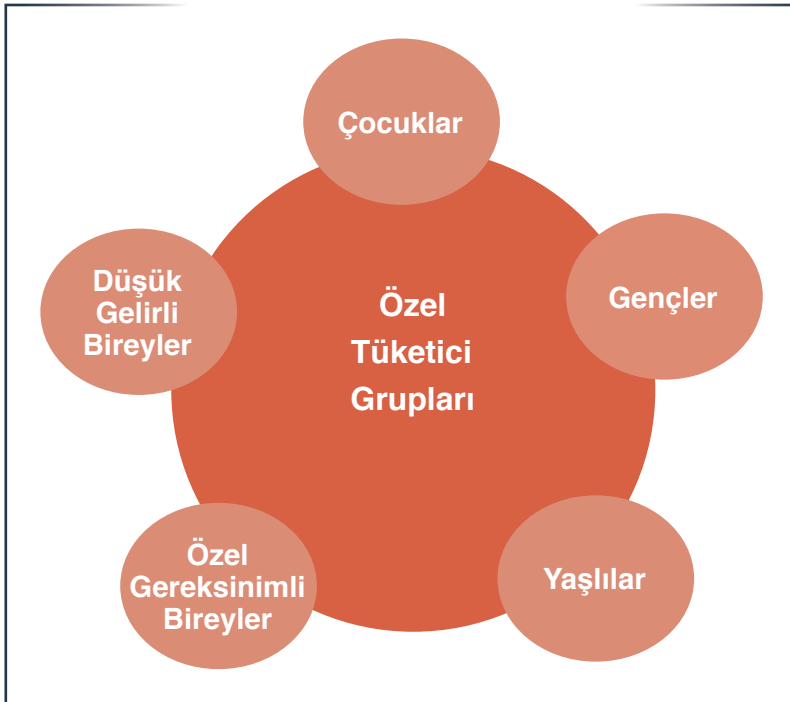 Çocuklar
Düşük
Gelirli
Bireyler
Özel
Tüketici
Grupları
Gençler
Özel
Gereksinimli
Bireyler
Yaşlılar